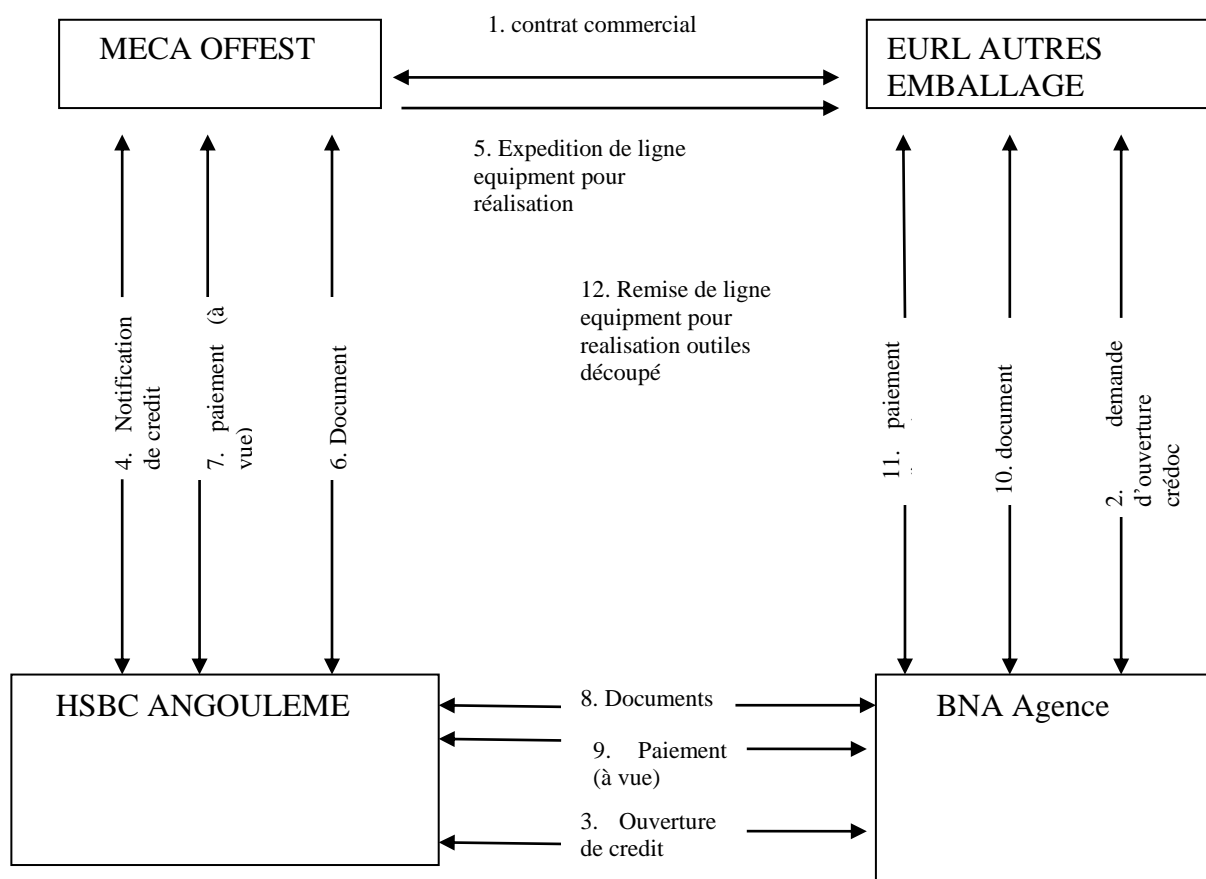 1. contrat commercial
MECA OFFEST
EURL AUTRES
EMBALLAGE
5. Expedition de ligne
equipment pour
réalisation
12. Remise de ligne
equipment pour
realisation outiles
découpé
4. Notification
de credit
7. paiement (à
vue)
6. Document
11. paiement
10. document
2. demande
d’ouverture
crédoc
HSBC ANGOULEME
BNA Agence
8. Documents
9. Paiement
(à vue)
3. Ouverture
de credit